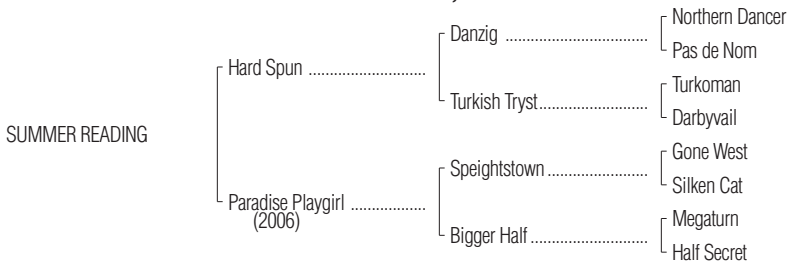 Northern Dancer
Danzig ..................................
Pas de Nom
Hard Spun ............................
Turkoman
Turkish Tryst..........................
Darbyvail
SUMMER READING
Gone West
Speightstown ........................
Silken Cat
Paradise Playgirl ..................
(2006)
Megaturn
Bigger Half............................
Half Secret